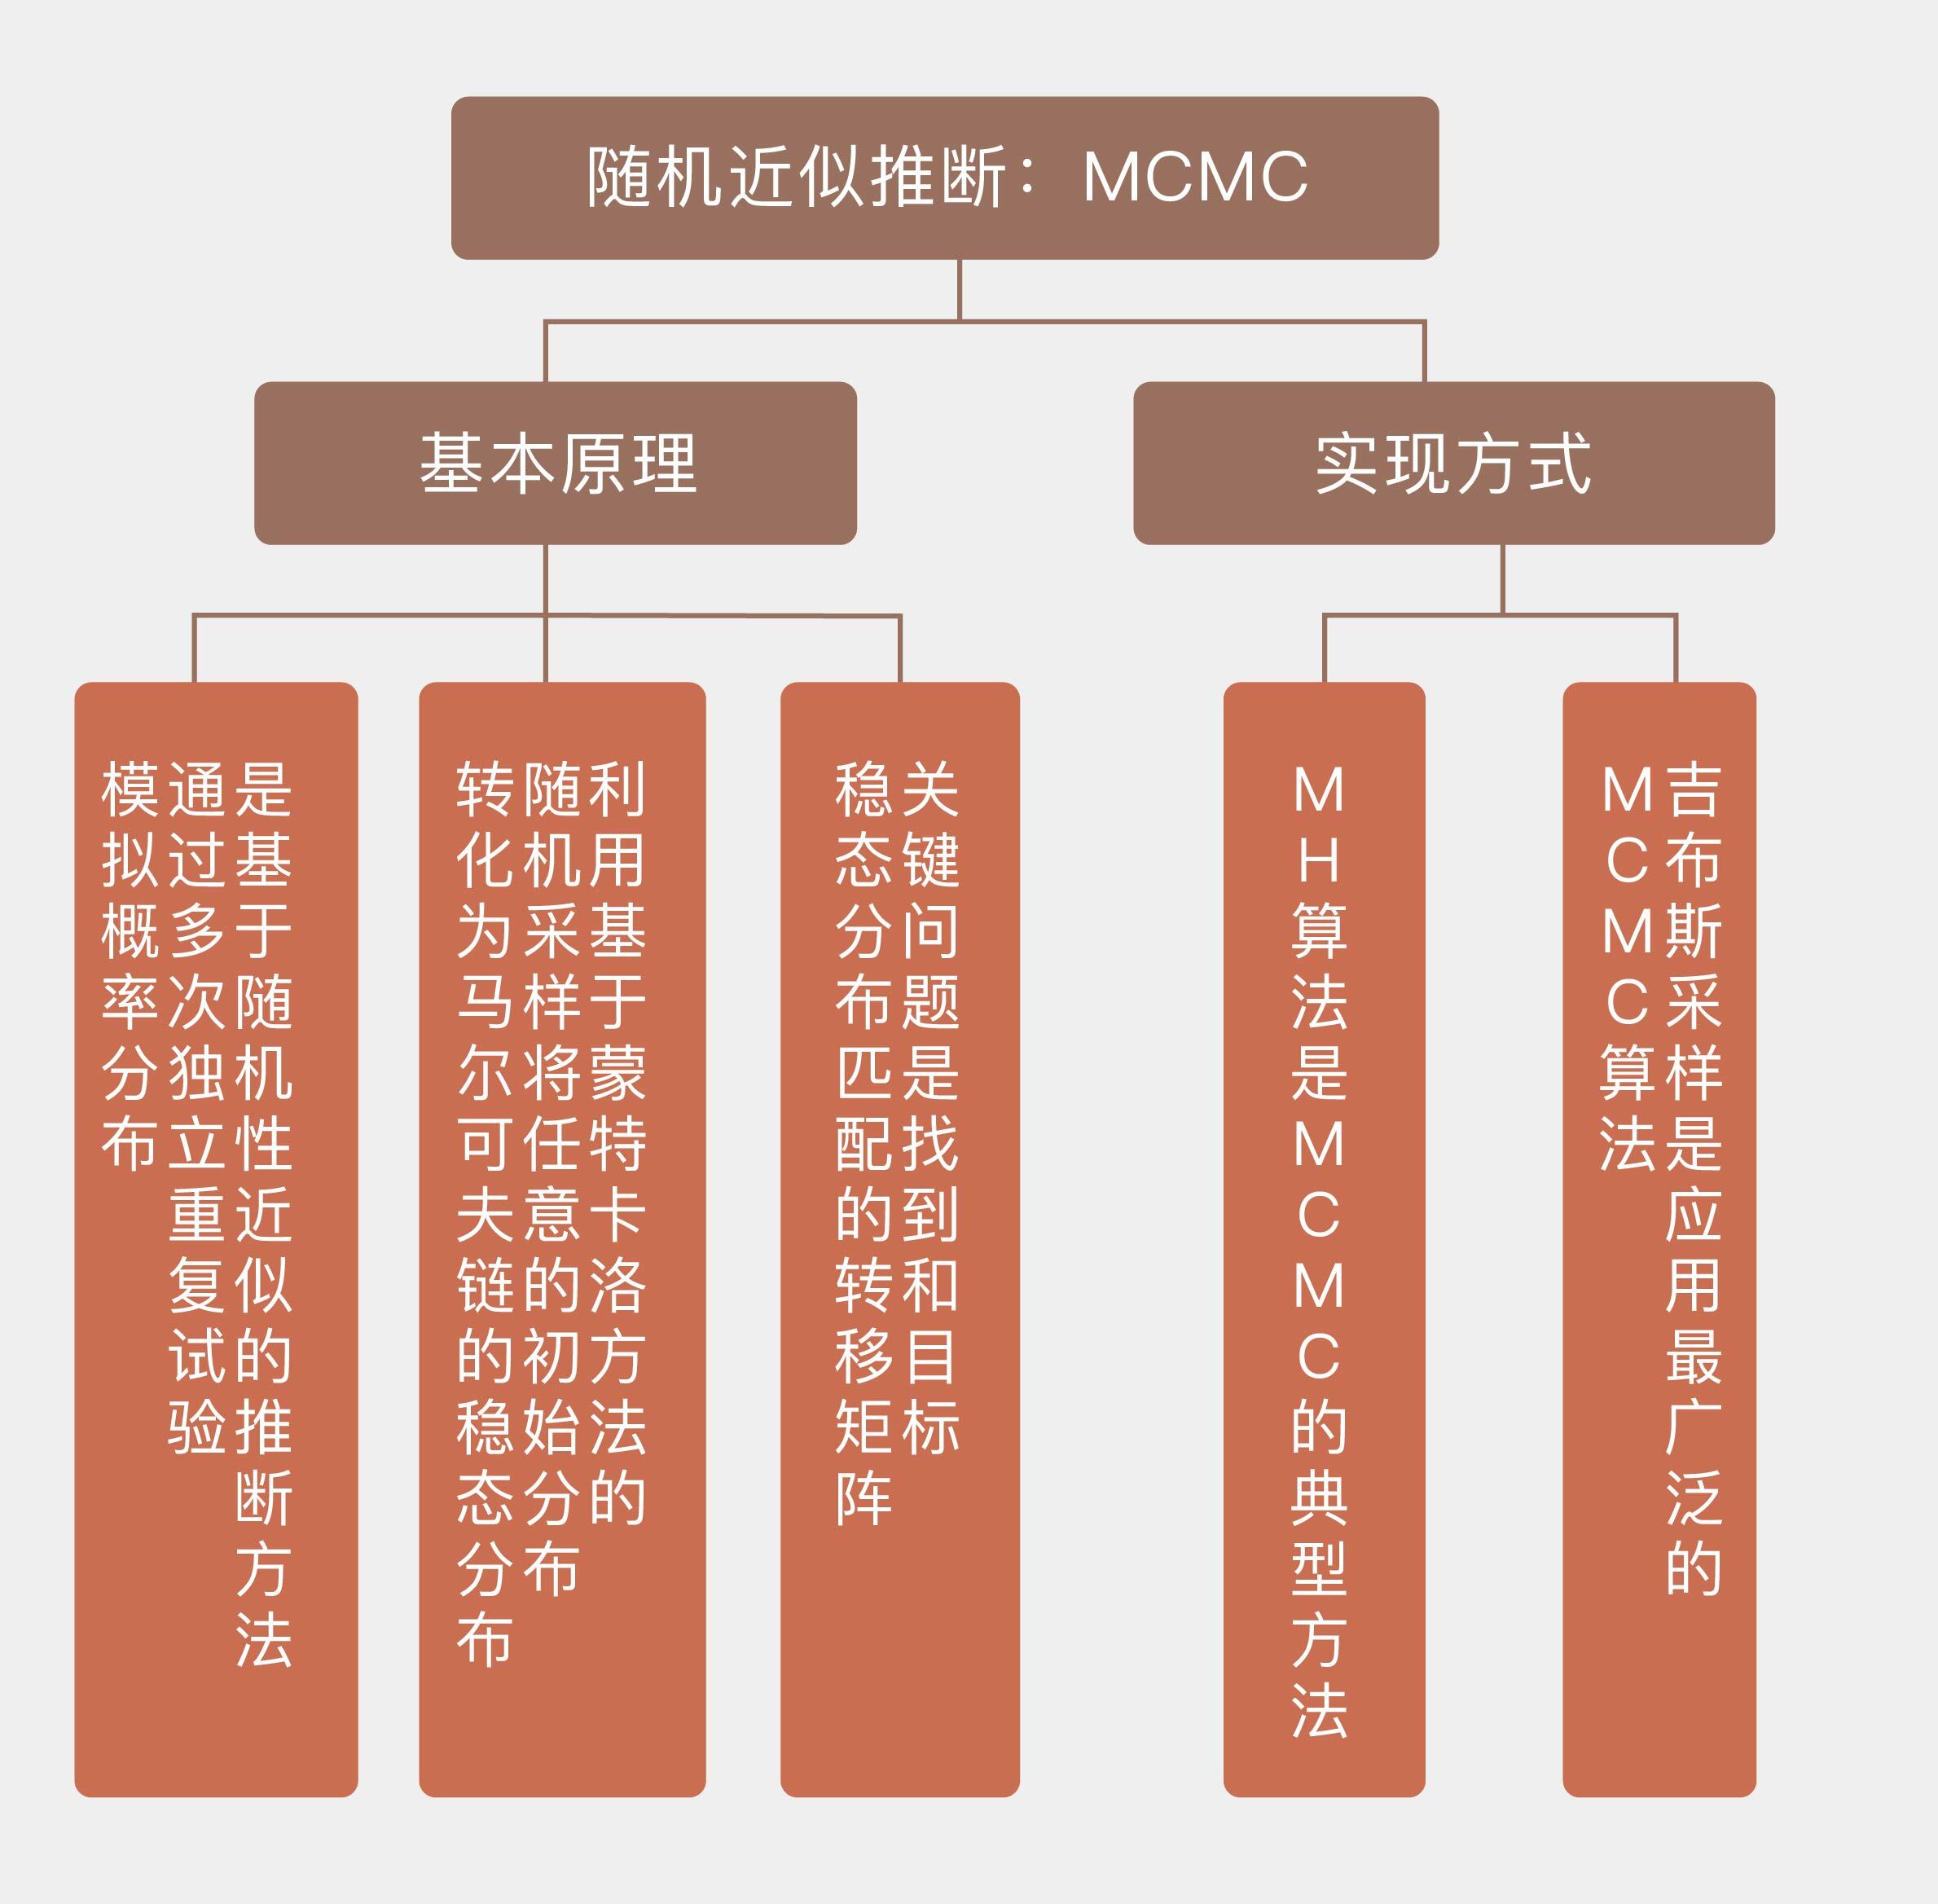 随机近似推断： MCMC
基本原理
实现方式
是基于随机性近似的推断方法
通过多次独立重复试验
模拟概率分布
利用基于蒙特卡洛方法的
随机采样将任意的初始分布
转化为马尔可夫链的稳态分布
关键问题是找到和目标
稳态分布匹配的转移矩阵
MH算法是MCMC的典型方法
吉布斯采样是应用最广泛的
MCMC算法